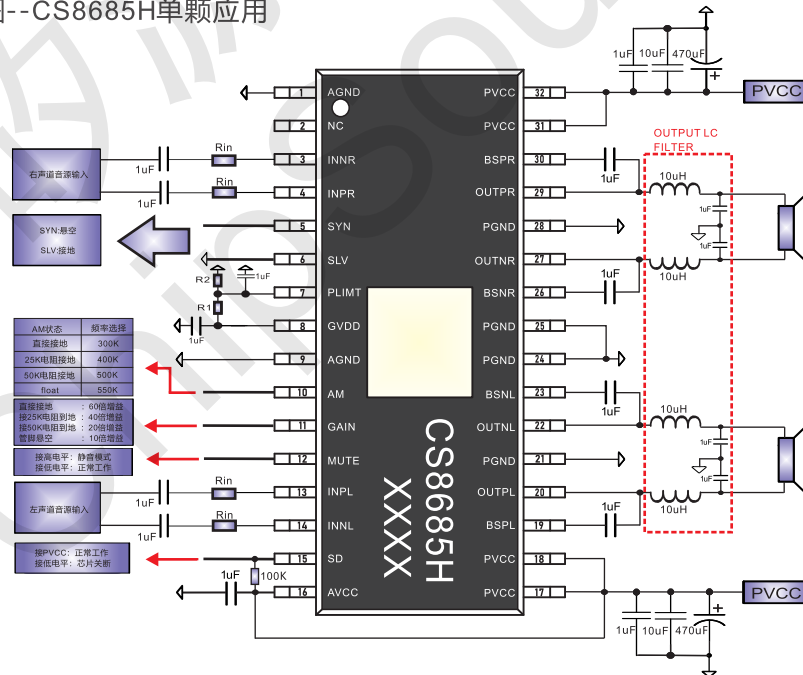 --CS8685H单颗应用
1uF 10uF 470uF
+
PVCC
1 AGND PVCC 32
2 NC PVCC 31
OUTPUT LC
FILTER
右声道音源输入
1uF Rin 3 INNR BSPR 30 1uF
1uF Rin 4 INPR OUTPR 29 10uH
SYN:悬空
SLV:接地
5 SYN PGND 28 1uF
6 SLV OUTNR 27 1uF
10uH
R2 1uF 7 PLIMT BSNR 26 1uF
R1
1uF 8 GVDD PGND 25
9 AGND PGND 24
AM状态 频率选择
直接接地 300K
25K电阻接地 400K
50K电阻接地 500K
float 550K
10 AM BSNL 23 1uF
直接接地 : 60倍增益
接25K电阻到地 : 40倍增益
接50K电阻到地 : 20倍增益
管脚悬空 : 10倍增益
11 GAIN OUTNL 22 10uH
接高电平: 静音模式
接低电平: 正常工作
12 MUTE PGND 21 1uF
1uF
左声道音源输入
1uF Rin 13 INPL OUTPL 20 10uH
1uF Rin 14 INNL BSPL 19 1uF
接PVCC: 正常工作
接低电平: 芯片关断
15 SD PVCC 18
100K
1uF 16 AVCC PVCC 17
CS8685H
XXXX
PVCC
+
1uF 10uF 470uF
ChipSou